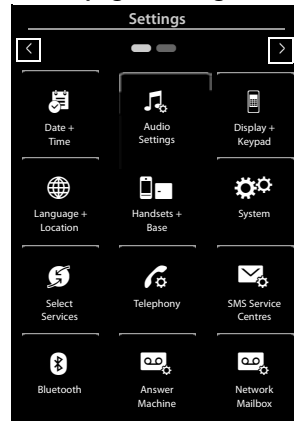 Settings
Date +
Time
Audio
Settings
Display +
Keypad
Language +
Location
Handsets +
Base
System
Select
Services
Telephony
SMS Service
Centres
Bluetooth
Answer
Machine
Network
Mailbox